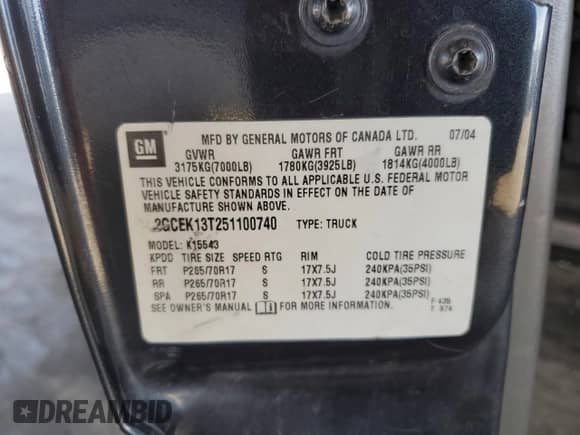 GM
MFD BY GENERAL MOTORS OF CANADA LTD. 07/04
GVWR GAWR FRT GAWR RR
3175KG(7000LB) 1780KG(3925LB) 1814KG(4000LB)
THIS VEHICLE CONFORMS TO ALL APPLICABLE U.S. FEDERAL MOTOR
VEHICLE SAFETY STANDARDS IN EFFECT ON THE DATE OF
MANUFACTURE SHOWN ABOVE.
2GCEK13T251100740 TYPE: TRUCK
MODEL: K15543
KPDD TIRE SIZE SPEED RTG RIM COLD TIRE PRESSURE
FRT P265/70R17 S 17X7.5J 240KPA(35PSI)
RR P265/70R17 S 17X7.5J 240KPA(35PSI)
SPA P265/70R17 S 17X7.5J 240KPA(35PSI)
SEE OWNER'S MANUAL FOR MORE INFORMATION.
DREAMBID